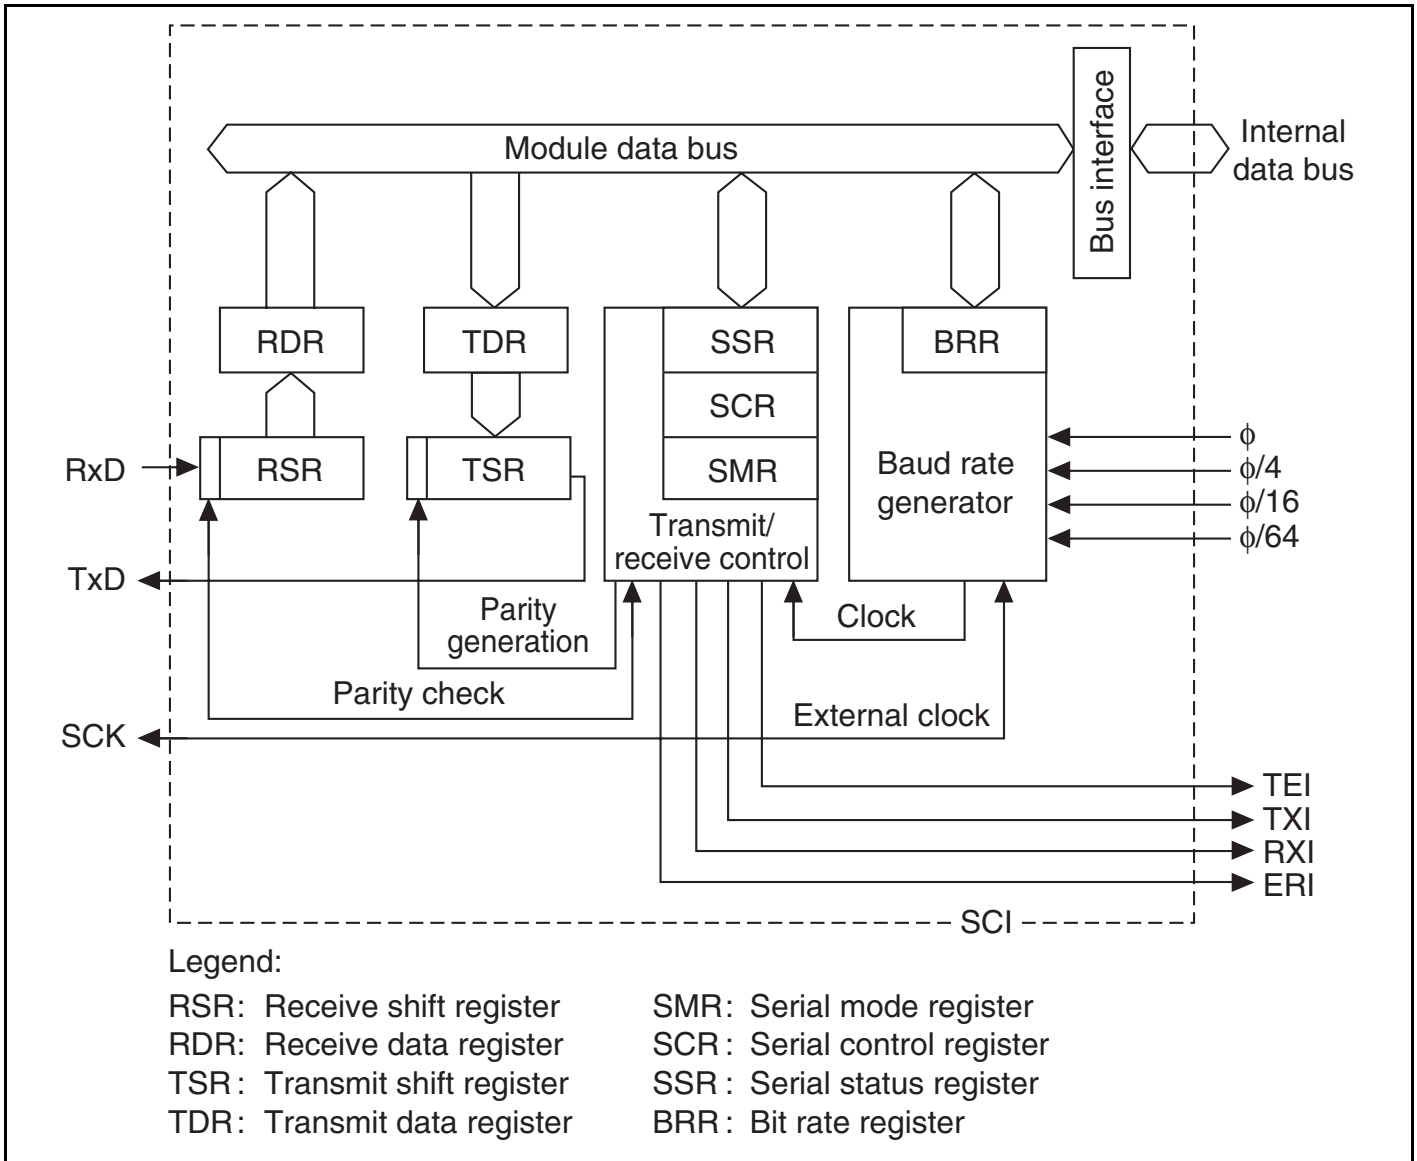 Module data bus
Bus interface
Internal
data bus
RDR
TDR
SSR
BRR
SCR
RxD
RSR
TSR
SMR
Baud rate
generator
ϕ
ϕ/4
ϕ/16
ϕ/64
Transmit/
receive control
TxD
Parity
generation
Clock
Parity check
External clock
SCK
TEI
TXI
RXI
ERI
SCI
Legend:
RSR: Receive shift register
RDR: Receive data register
TSR: Transmit shift register
TDR: Transmit data register
SMR: Serial mode register
SCR: Serial control register
SSR: Serial status register
BRR: Bit rate register